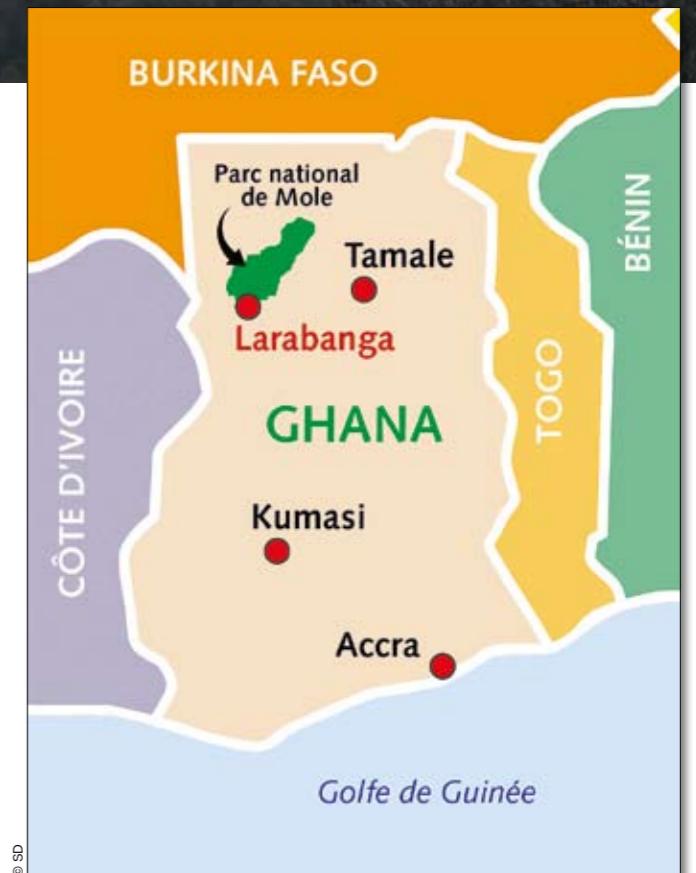 BURKINA FASO
Parc national
de Mole
Tamale
Larabanga
BÉNIN
TOGO
CÔTE D'IVOIRE
GHANA
Kumasi
Accra
Golfe de Guinée
© SD